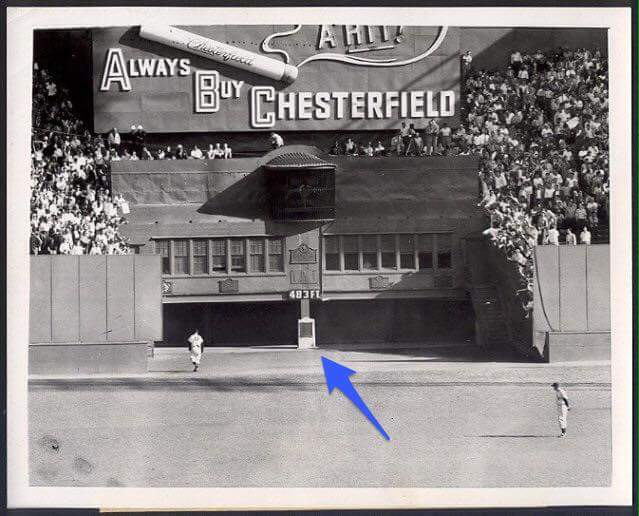 A HIT!
Chesterfield
ALWAYS
BUY
CHESTERFIELD
483 FT.